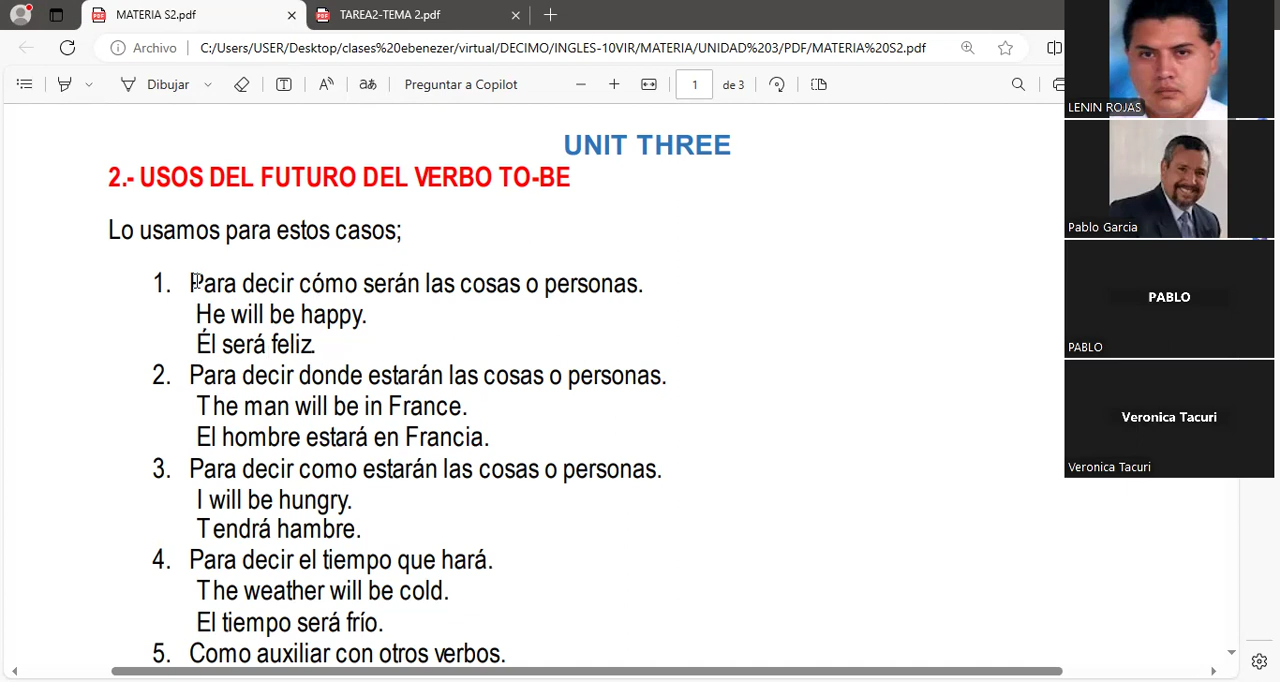 MATERIA S2.pdf
TAREA2-TEMA 2.pdf
Archivo C:/Users/USER/Desktop/clases%20ebenezer/virtual/DECIMO/INGLES-10VIR/MATERIA/UNIDAD%203/PDF/MATERIA%20S2.pdf
Dibujar Preguntar a Copilot 1 de 3
UNIT THREE
2.- USOS DEL FUTURO DEL VERBO TO-BE
Lo usamos para estos casos;
1. Para decir cómo serán las cosas o personas.
He will be happy.
Él será feliz.
2. Para decir donde estarán las cosas o personas.
The man will be in France.
El hombre estará en Francia.
3. Para decir como estarán las cosas o personas.
I will be hungry.
Tendrá hambre.
4. Para decir el tiempo que hará.
The weather will be cold.
El tiempo será frío.
5. Como auxiliar con otros verbos.
LENIN ROJAS
Pablo Garcia
PABLO
PABLO
Veronica Tacuri
Veronica Tacuri